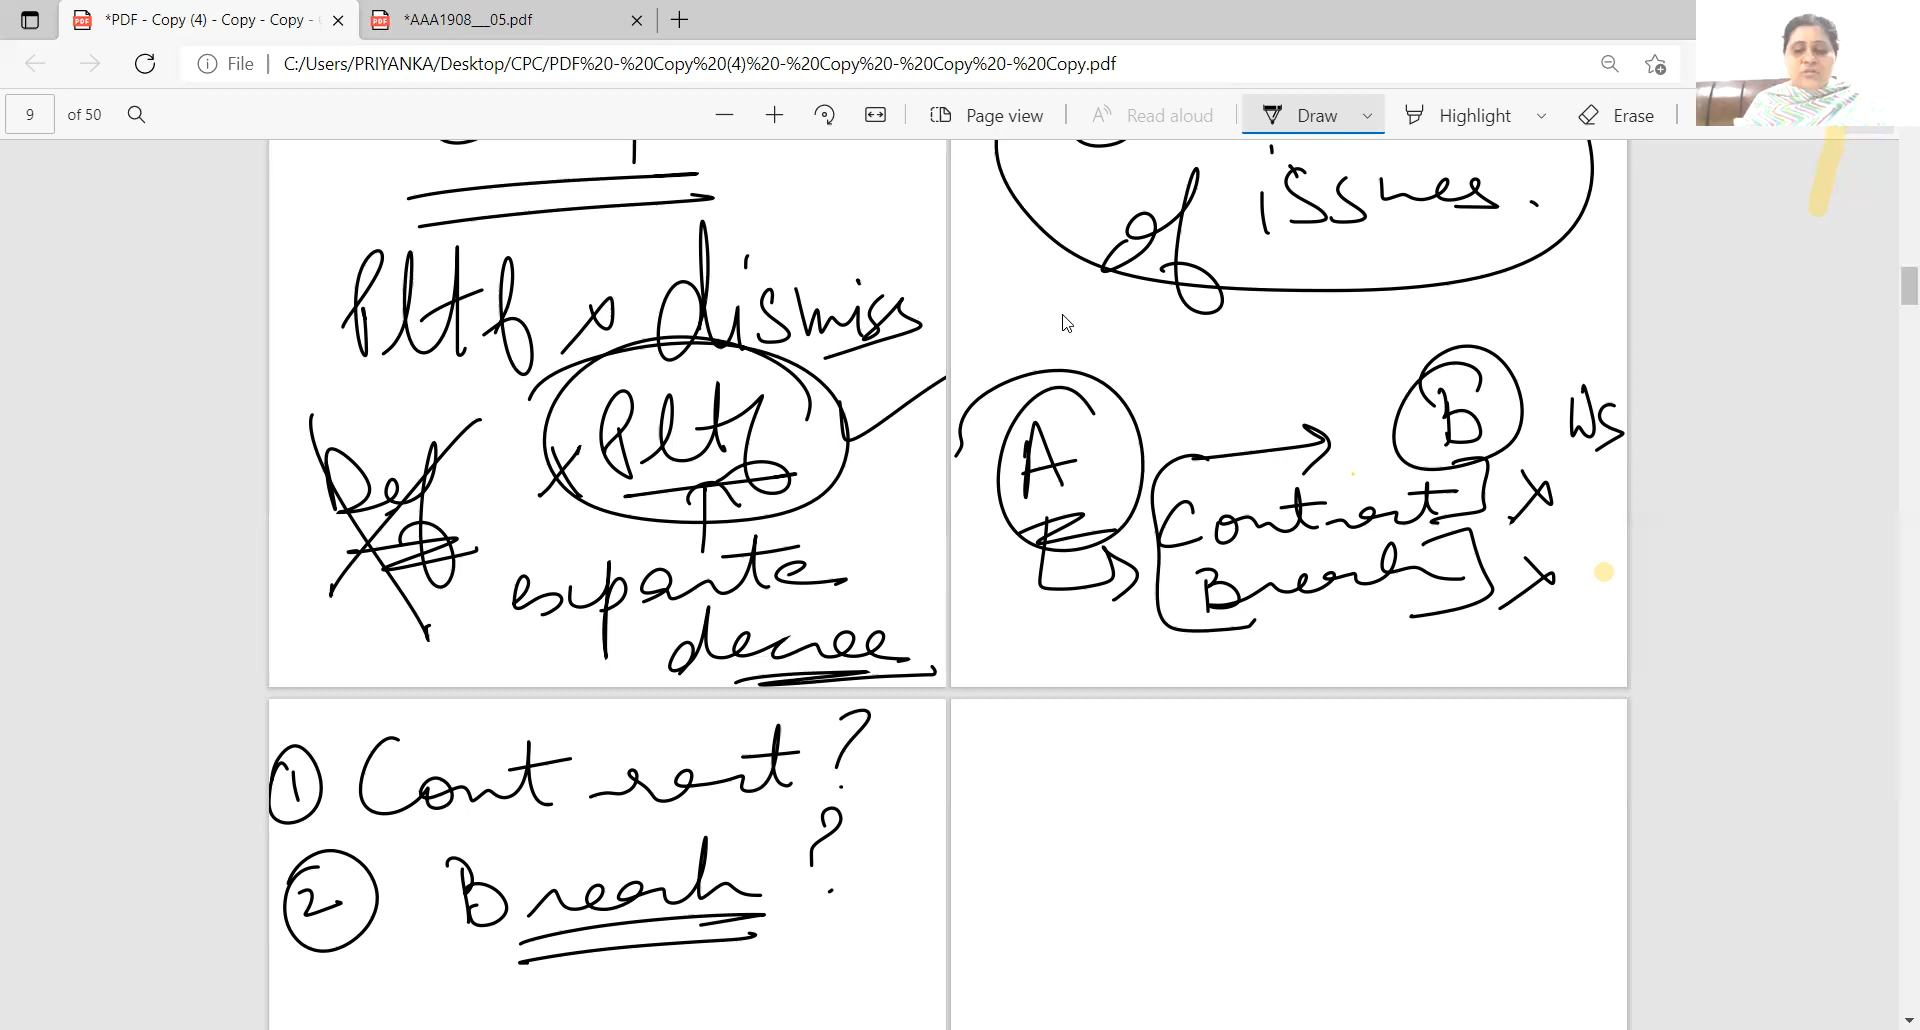 *PDF - Copy (4) - Copy - Copy -
*AAA1908___05.pdf
File
C:/Users/PRIYANKA/Desktop/CPC/PDF%20-%20Copy%20(4)%20-%20Copy%20-%20Copy%20-%20Copy.pdf
9 of 50
Page view
Read aloud
Draw
Highlight
Erase
Pltf x dismiss
Def x Pltf
exparte
decree
of issues.
A B WS
Contract x
Breach x
1 Contract ?
2 Breach ?